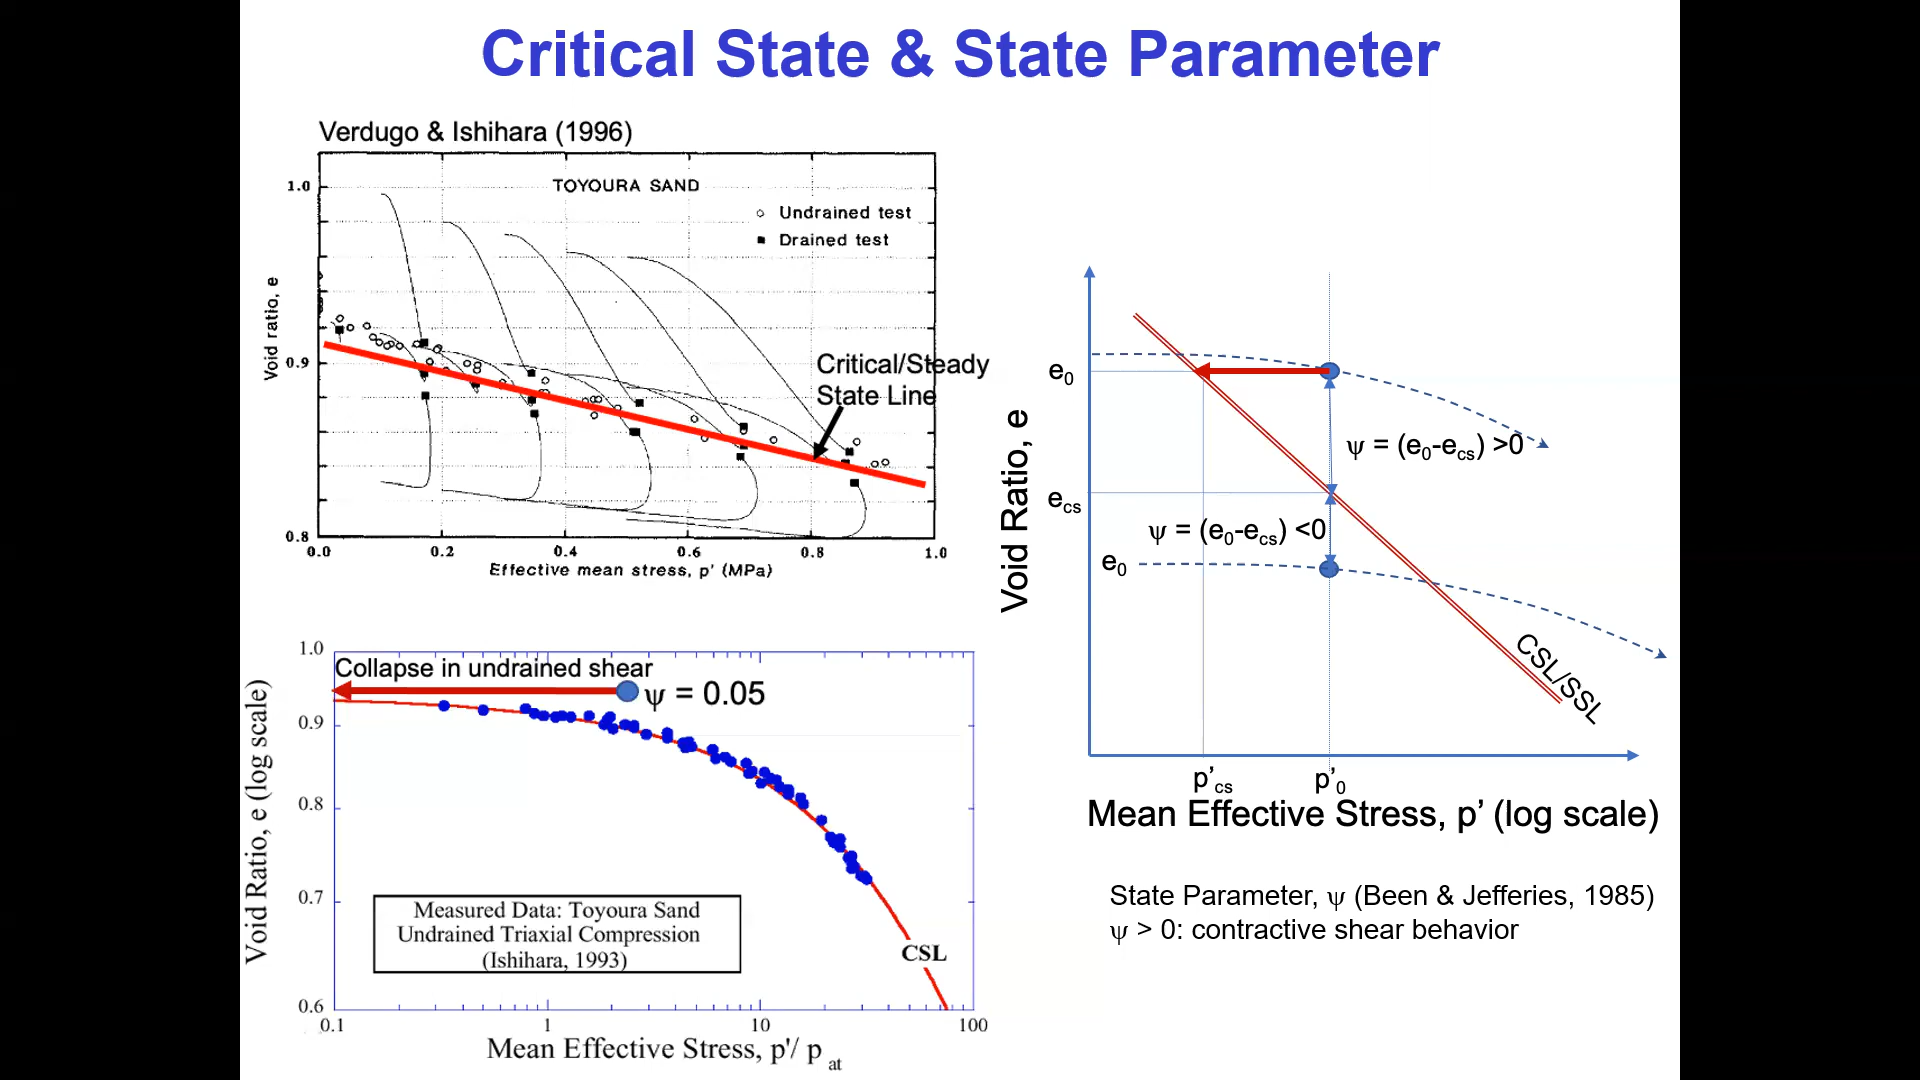 Critical State & State Parameter
Verdugo & Ishihara (1996)
TOYOURA SAND
Undrained test
Drained test
1.0
0.9
0.8
Void ratio, e
Critical/Steady
State Line
0.0 0.2 0.4 0.6 0.8 1.0
Effective mean stress, p' (MPa)
1.0
0.9
0.8
0.7
0.6
Void Ratio, e (log scale)
Collapse in undrained shear
ψ = 0.05
Measured Data: Toyoura Sand
Undrained Triaxial Compression
(Ishihara, 1993)
CSL
0.1 1 10 100
Mean Effective Stress, p'/ p at
Void Ratio, e
e0
ecs
e0
ψ = (e0-ecs) >0
ψ = (e0-ecs) <0
CSL/SSL
p'cs p'0
Mean Effective Stress, p' (log scale)
State Parameter, ψ (Been & Jefferies, 1985)
ψ > 0: contractive shear behavior